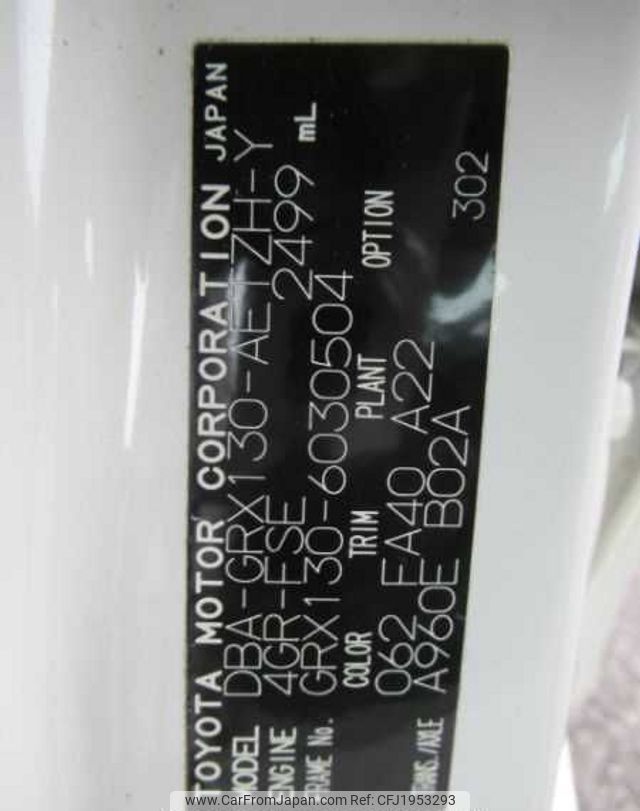 TOYOTA MOTOR CORPORATION JAPAN
MODEL DBA-GRX130-AETZH-Y
ENGINE 4GR-FSE 2499 mL
FRAME No. GRX130-6030504
COLOR TRIM PLANT OPTION
062 FA40 A22
TRANS./AXLE A960E B02A 302
https://www.carfromjapan.com - CFJ1953293